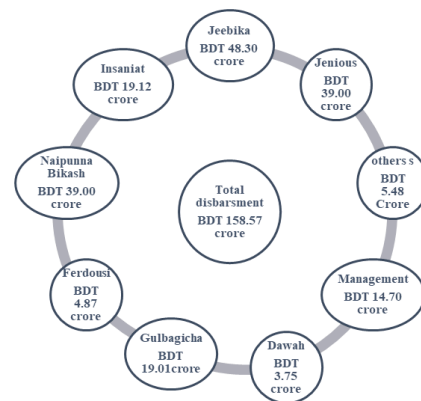 Jeebika
BDT 48.30
crore
Jenious
BDT
39.00
crore
others s
BDT
5.48
Crore
Management
BDT 14.70
crore
Dawah
BDT
3.75
crore
Gulbagicha
BDT
19.01crore
Ferdousi
BDT
4.87
crore
Naipunna
Bikash
BDT 39.00
crore
Insaniat
BDT 19.12
crore
Total
disbarsment
BDT 158.57
crore